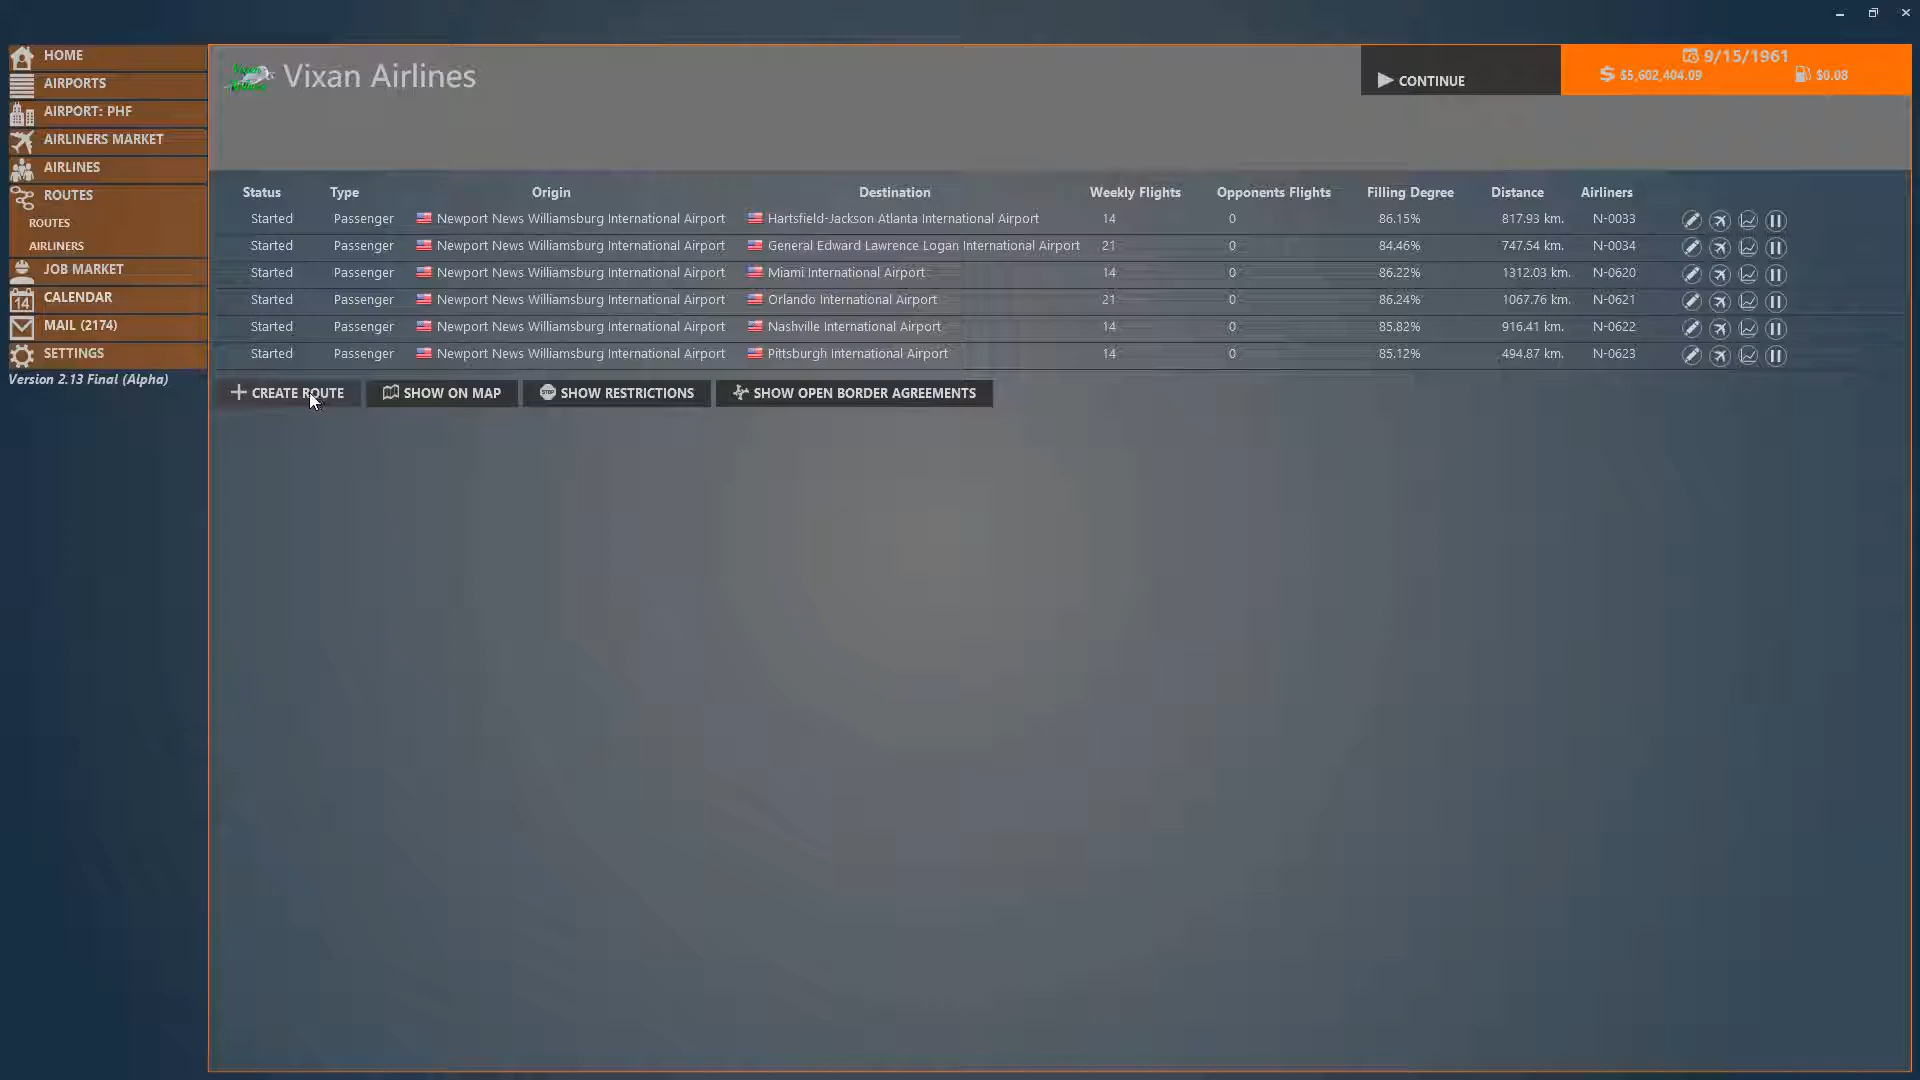 HOME
AIRPORTS
AIRPORT: PHF
AIRLINERS MARKET
AIRLINES
ROUTES
ROUTES
AIRLINERS
JOB MARKET
14 CALENDAR
MAIL (2174)
SETTINGS
Version 2.13 Final (Alpha)
Vixan Airlines
CONTINUE
9/15/1961
$5,602,404.09 $0.08
Status Type Origin Destination Weekly Flights Opponents Flights Filling Degree Distance Airliners
Started Passenger Newport News Williamsburg International Airport Hartsfield-Jackson Atlanta International Airport 14 0 86.15% 817.93 km. N-0033
Started Passenger Newport News Williamsburg International Airport General Edward Lawrence Logan International Airport 21 0 84.46% 747.54 km. N-0034
Started Passenger Newport News Williamsburg International Airport Miami International Airport 14 0 86.22% 1312.03 km. N-0620
Started Passenger Newport News Williamsburg International Airport Orlando International Airport 21 0 86.24% 1067.76 km. N-0621
Started Passenger Newport News Williamsburg International Airport Nashville International Airport 14 0 85.82% 916.41 km. N-0622
Started Passenger Newport News Williamsburg International Airport Pittsburgh International Airport 14 0 85.12% 494.87 km. N-0623
CREATE ROUTE SHOW ON MAP STOP SHOW RESTRICTIONS SHOW OPEN BORDER AGREEMENTS